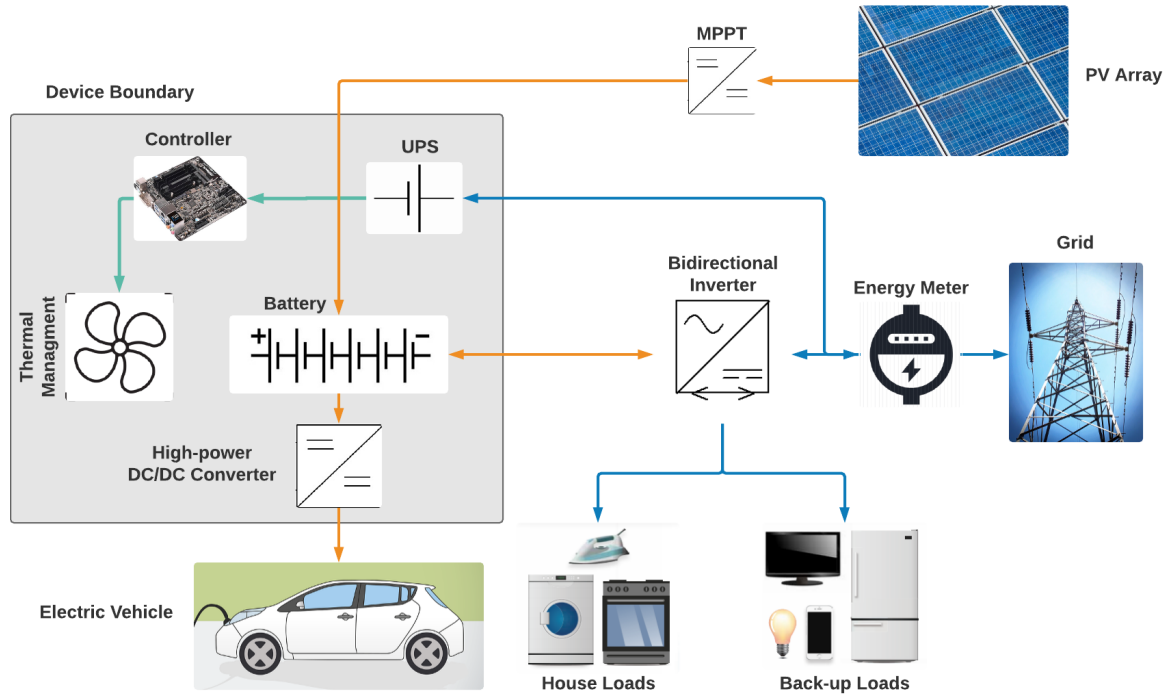 MPPT
PV Array
Device Boundary
Controller
UPS
Grid
Bidirectional
Inverter
Energy Meter
Thermal
Managment
Battery
+
−
High-power
DC/DC Converter
Electric Vehicle
House Loads
Back-up Loads